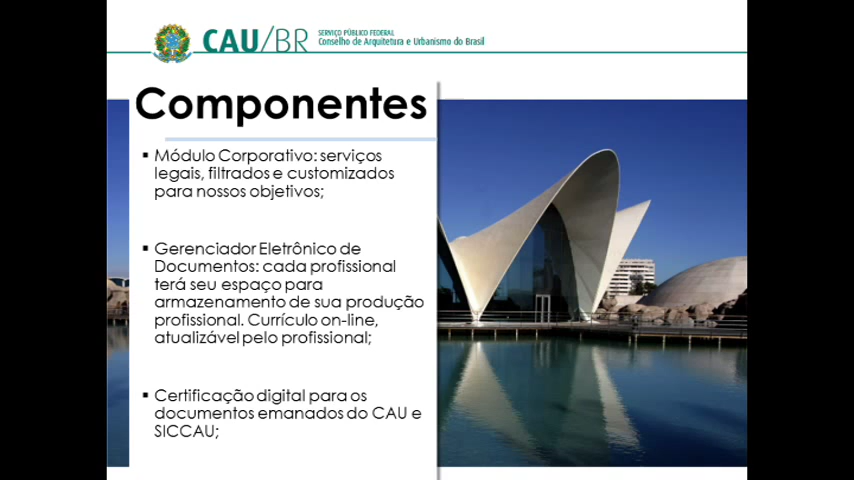 CAU/BR
SERVIÇO PÚBLICO FEDERAL
Conselho de Arquitetura e Urbanismo do Brasil
Componentes
▪ Módulo Corporativo: serviços
legais, filtrados e customizados
para nossos objetivos;
▪ Gerenciador Eletrônico de
Documentos: cada profissional
terá seu espaço para
armazenamento de sua produção
profissional. Currículo on-line,
atualizável pelo profissional;
▪ Certificação digital para os
documentos emanados do CAU e
SICCAU;